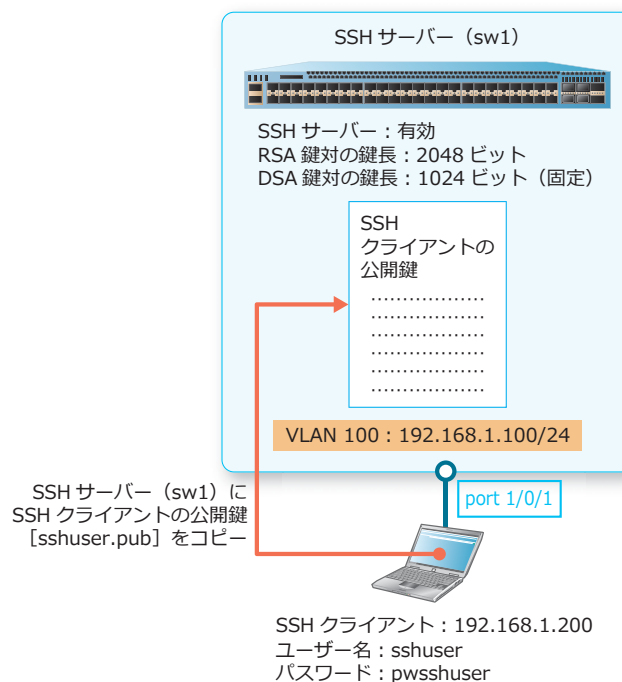 SSH サーバー（sw1）
SSH サーバー：有効
RSA 鍵対の鍵長：2048 ビット
DSA 鍵対の鍵長：1024 ビット（固定）
SSH
クライアントの
公開鍵
..................
..................
..................
..................
..................
..................
VLAN 100：192.168.1.100/24
port 1/0/1
SSH サーバー（sw1）に
SSH クライアントの公開鍵
［sshuser.pub］をコピー
SSH クライアント：192.168.1.200
ユーザー名：sshuser
パスワード：pwsshuser